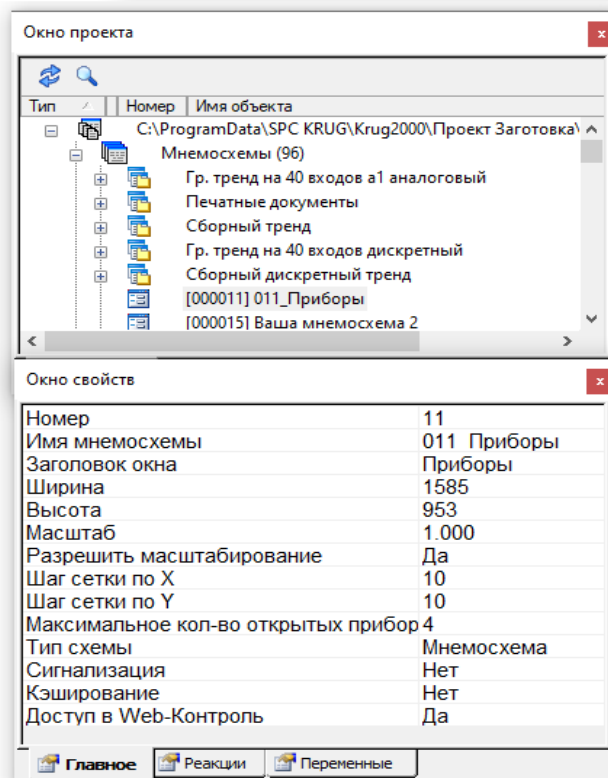 Окно проекта
Тип Номер Имя объекта
C:\ProgramData\SPC KRUG\Krug2000\Проект Заготовка\
Мнемосхемы (96)
Гр. тренд на 40 входов а1 аналоговый
Печатные документы
Сборный тренд
Гр. тренд на 40 входов дискретный
Сборный дискретный тренд
[000011] 011_Приборы
[000015] Ваша мнемосхема 2
Окно свойств
Номер 11
Имя мнемосхемы 011_Приборы
Заголовок окна Приборы
Ширина 1585
Высота 953
Масштаб 1.000
Разрешить масштабирование Да
Шаг сетки по X 10
Шаг сетки по Y 10
Максимальное кол-во открытых прибор 4
Тип схемы Мнемосхема
Сигнализация Нет
Кэширование Нет
Доступ в Web-Контроль Да
Главное Реакции Переменные